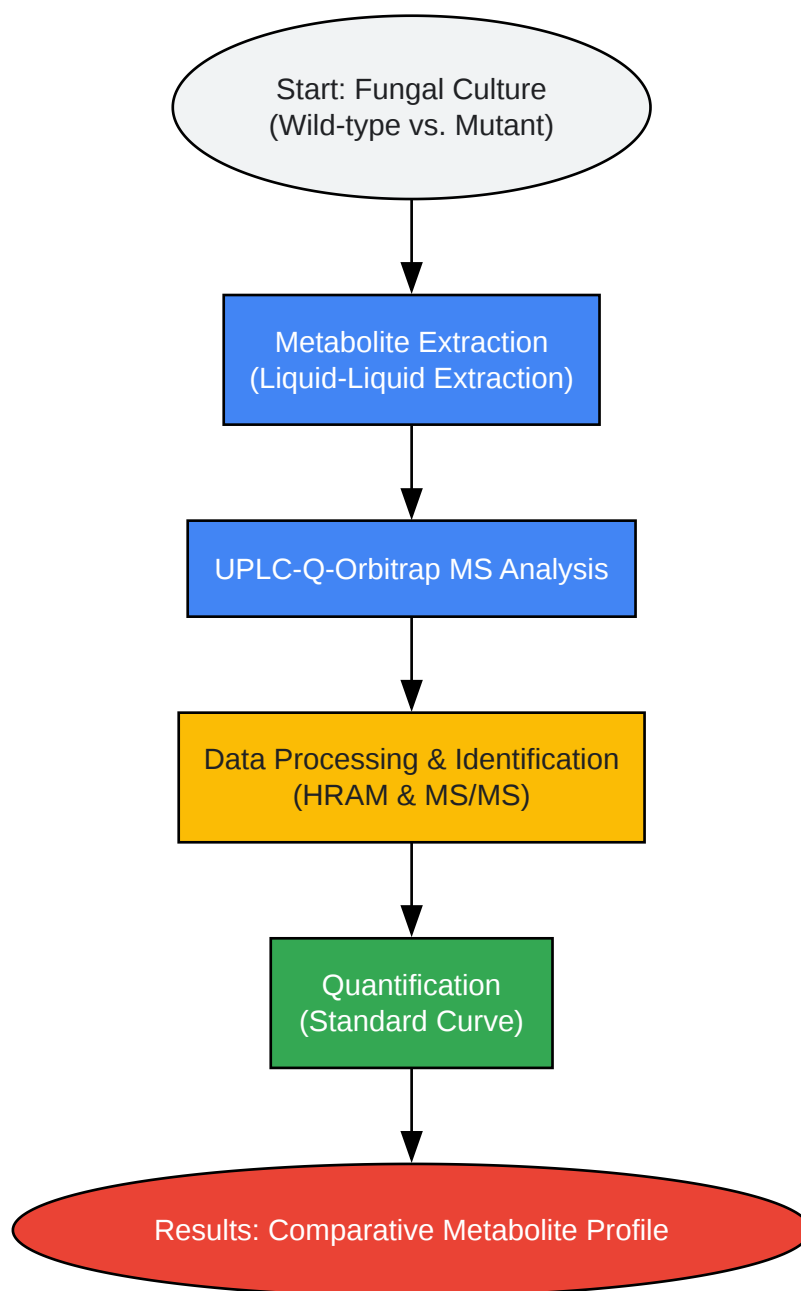 Start: Fungal Culture
(Wild-type vs. Mutant)
Metabolite Extraction
(Liquid-Liquid Extraction)
UPLC-Q-Orbitrap MS Analysis
Data Processing & Identification
(HRAM & MS/MS)
Quantification
(Standard Curve)
Results: Comparative Metabolite Profile